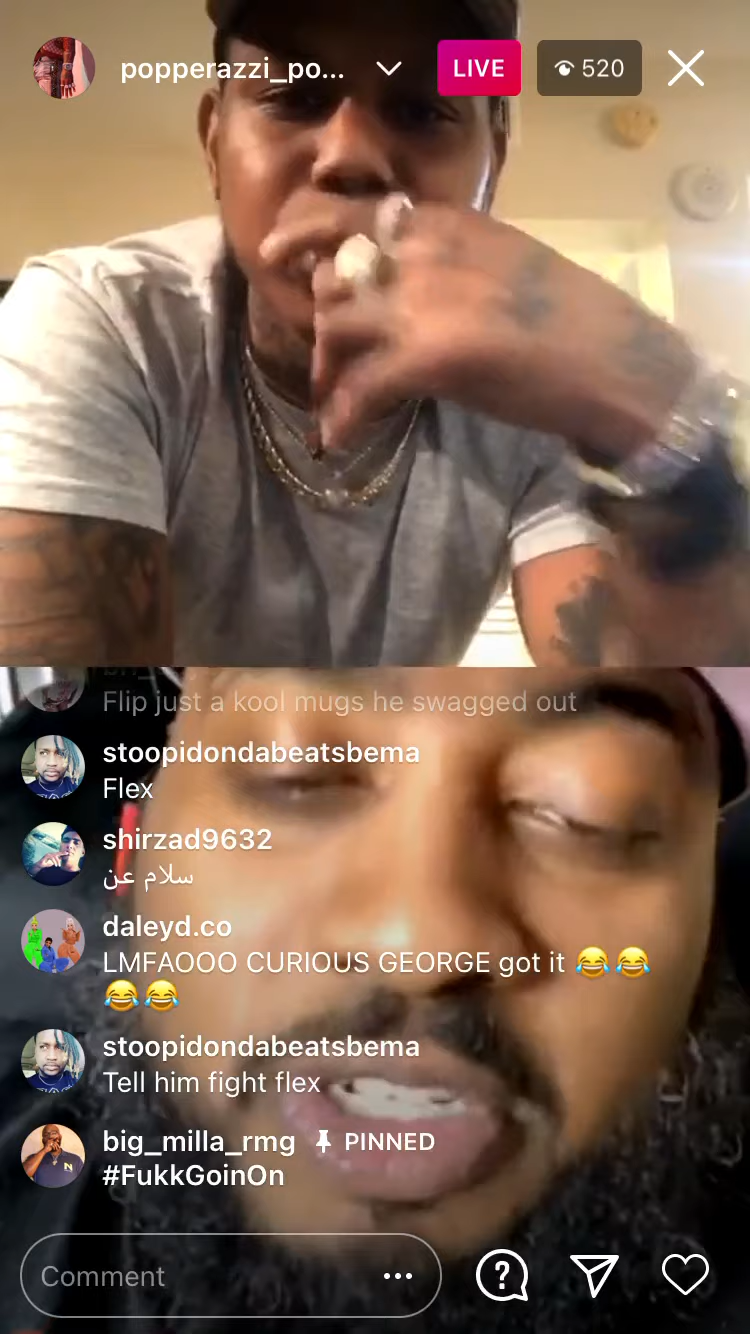 popperazzi_po...
LIVE
520
Flip just a kool mugs he swagged out
stoopidondabeatsbema
Flex
shirzad9632
سلام عن
daleyd.co
LMFAOOO CURIOUS GEORGE got it 😂😂
😂😂
stoopidondabeatsbema
Tell him fight flex
big_milla_rmg PINNED
#FukkGoinOn
Comment